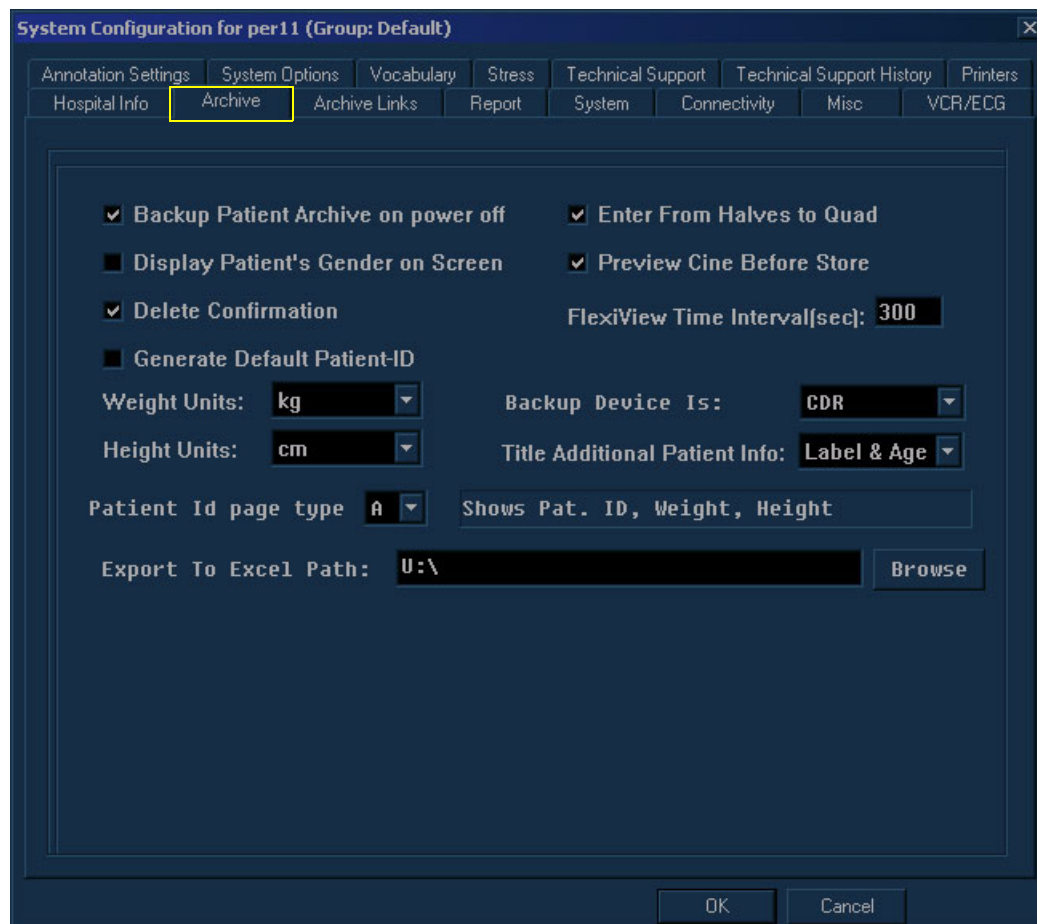 System Configuration for per11 (Group: Default)
Annotation Settings System Options Vocabulary Stress Technical Support Technical Support History Printers
Hospital Info Archive Archive Links Report System Connectivity Misc VCR/ECG
Backup Patient Archive on power off Enter From Halves to Quad
Display Patient's Gender on Screen Preview Cine Before Store
Delete Confirmation FlexiView Time Interval(sec): 300
Generate Default Patient-ID
Weight Units: kg Backup Device Is: CDR
Height Units: cm Title Additional Patient Info: Label & Age
Patient Id page type A Shows Pat. ID, Weight, Height
Export To Excel Path: U:\ Browse
OK Cancel